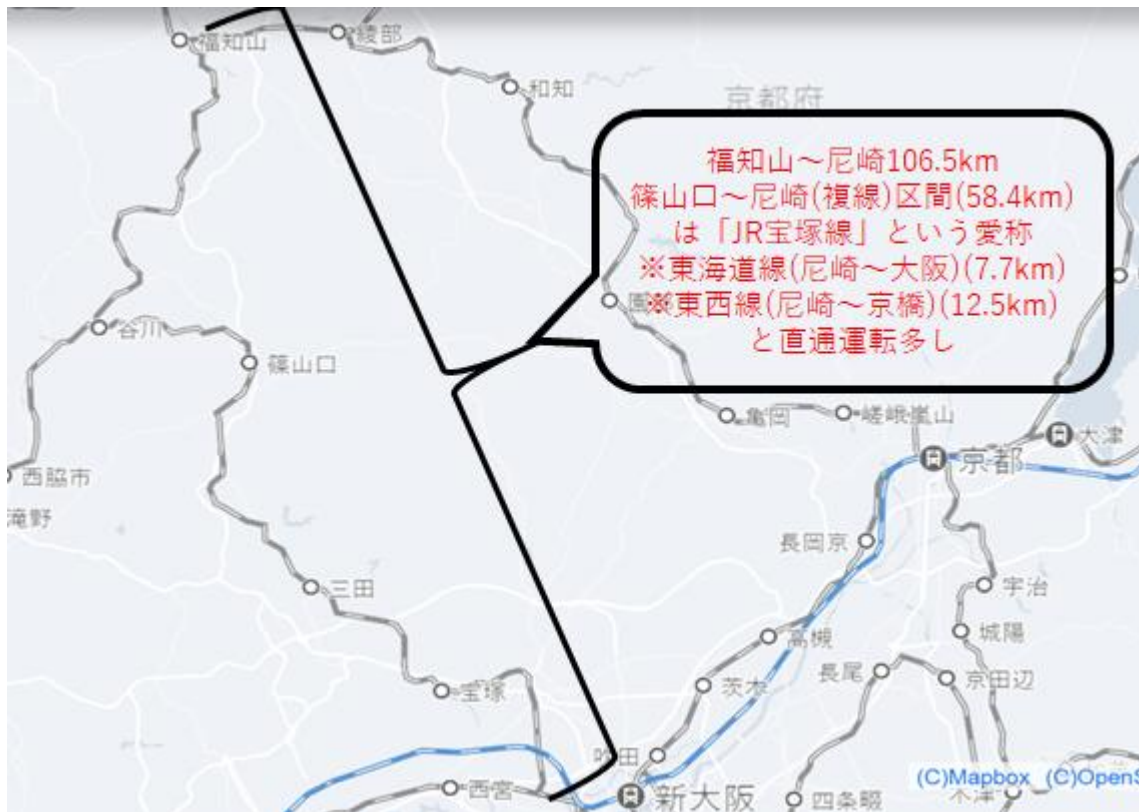 福知山
綾部
和知
京都府
福知山～尼崎106.5km
篠山口～尼崎(複線)区間(58.4km)
は「JR宝塚線」という愛称
※東海道線(尼崎～大阪)(7.7km)
※東西線(尼崎～京橋)(12.5km)
と直通運転多し
谷川
篠山口
亀岡
嵯峨嵐山
大津
京都
西脇市
滝野
長岡京
三田
宇治
高槻
城陽
長尾
京田辺
茨木
宝塚
吹田
西宮
新大阪
四条畷
木津
(C)Mapbox (C)OpenS